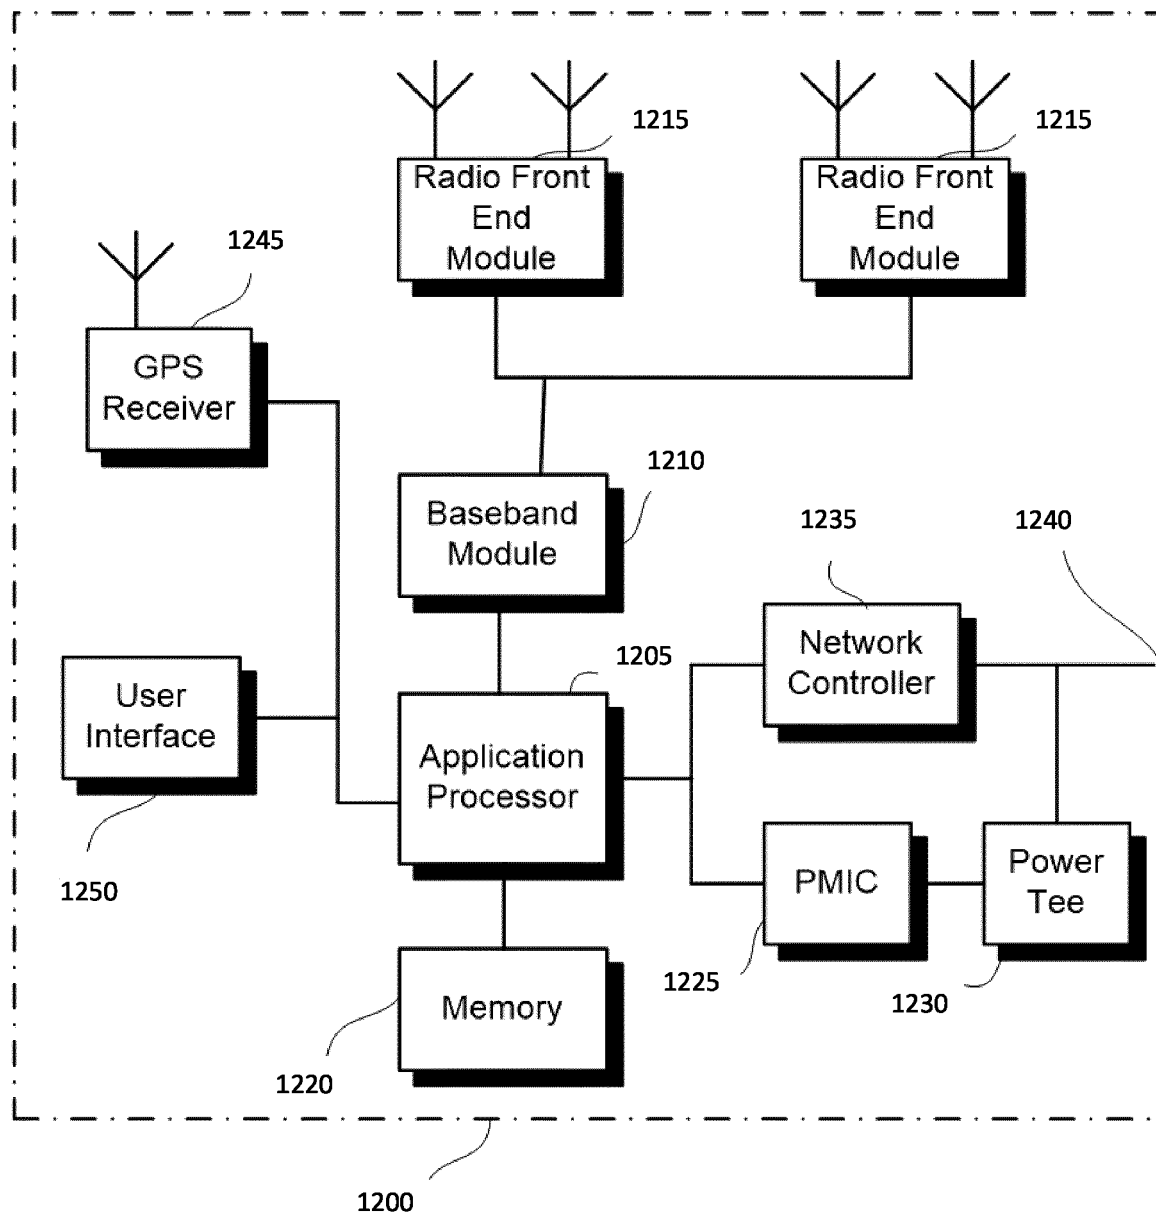 1215
1215
Radio Front
End
Module
Radio Front
End
Module
1245
GPS
Receiver
1210
Baseband
Module
1235
1240
Network
Controller
1205
User
Interface
Application
Processor
1250
PMIC
Power
Tee
1225
1230
Memory
1220
1200